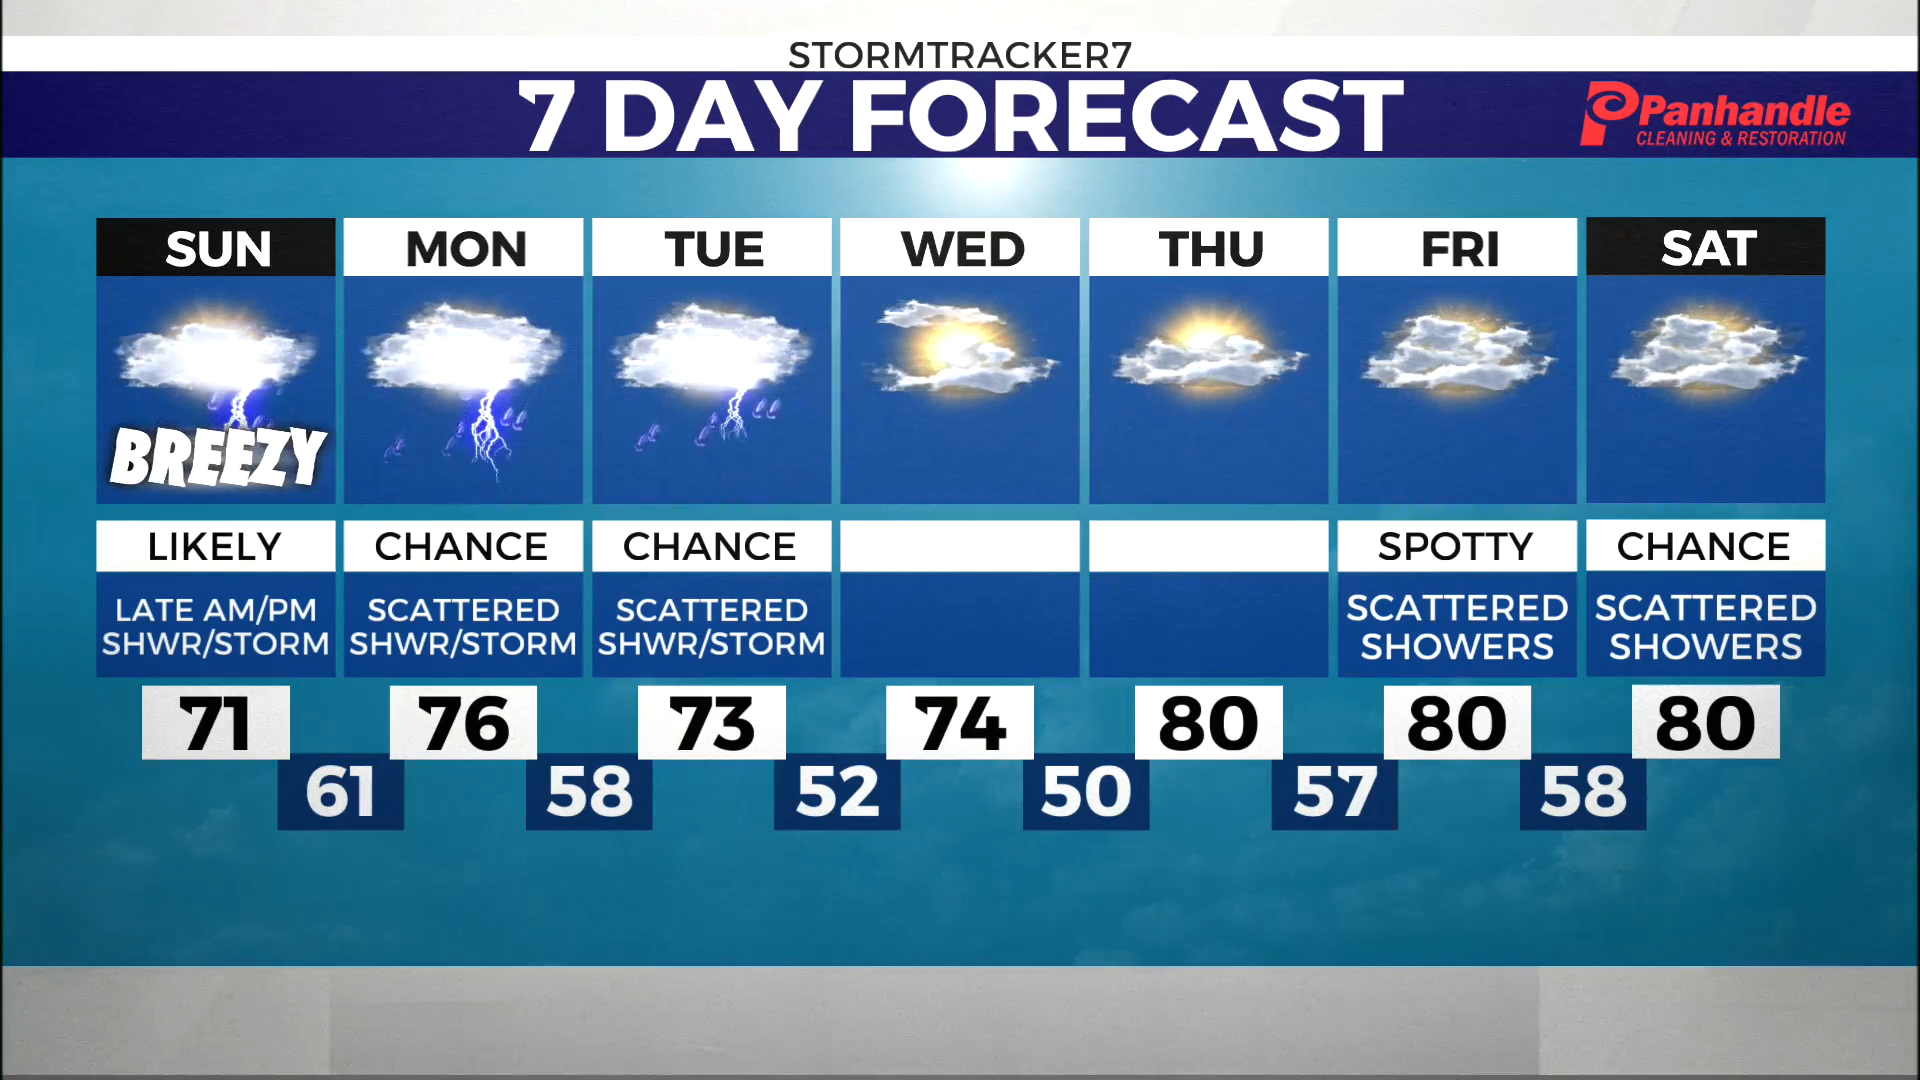 STORMTRACKER7
7 DAY FORECAST
Panhandle
CLEANING & RESTORATION
SUN
MON
TUE
WED
THU
FRI
SAT
BREEZY
LIKELY
CHANCE
CHANCE
SPOTTY
CHANCE
LATE AM/PM
SHWR/STORM
SCATTERED
SHWR/STORM
SCATTERED
SHWR/STORM
SCATTERED
SHOWERS
SCATTERED
SHOWERS
71
76
73
74
80
80
80
61
58
52
50
57
58